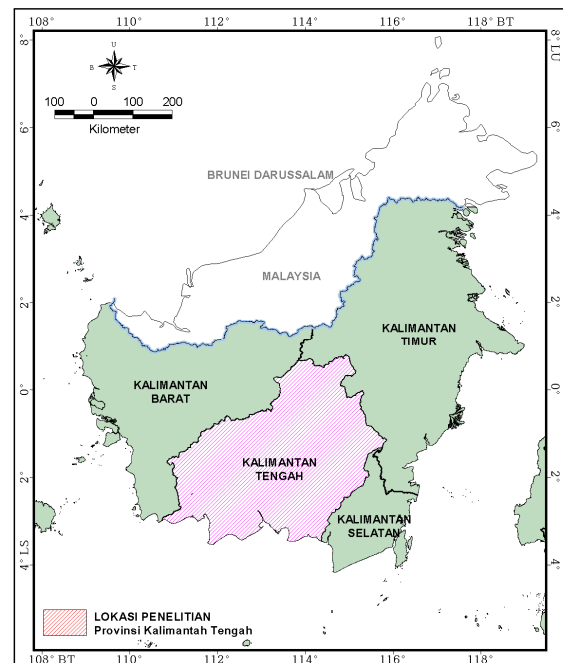 108° 110° 112° 114° 116° 118° BT
8° 8° LU
U
B T
S
100 0 100 200
Kilometer
6° 6°
BRUNEI DARUSSALAM
4° 4°
MALAYSIA
2° 2°
KALIMANTAN
TIMUR
KALIMANTAN
BARAT
0° 0°
KALIMANTAN
TENGAH
2° 2°
KALIMANTAN
SELATAN
4° LS 4°
LOKASI PENELITIAN
Provinsi Kalimantah Tengah
108° BT 110° 112° 114° 116° 118°